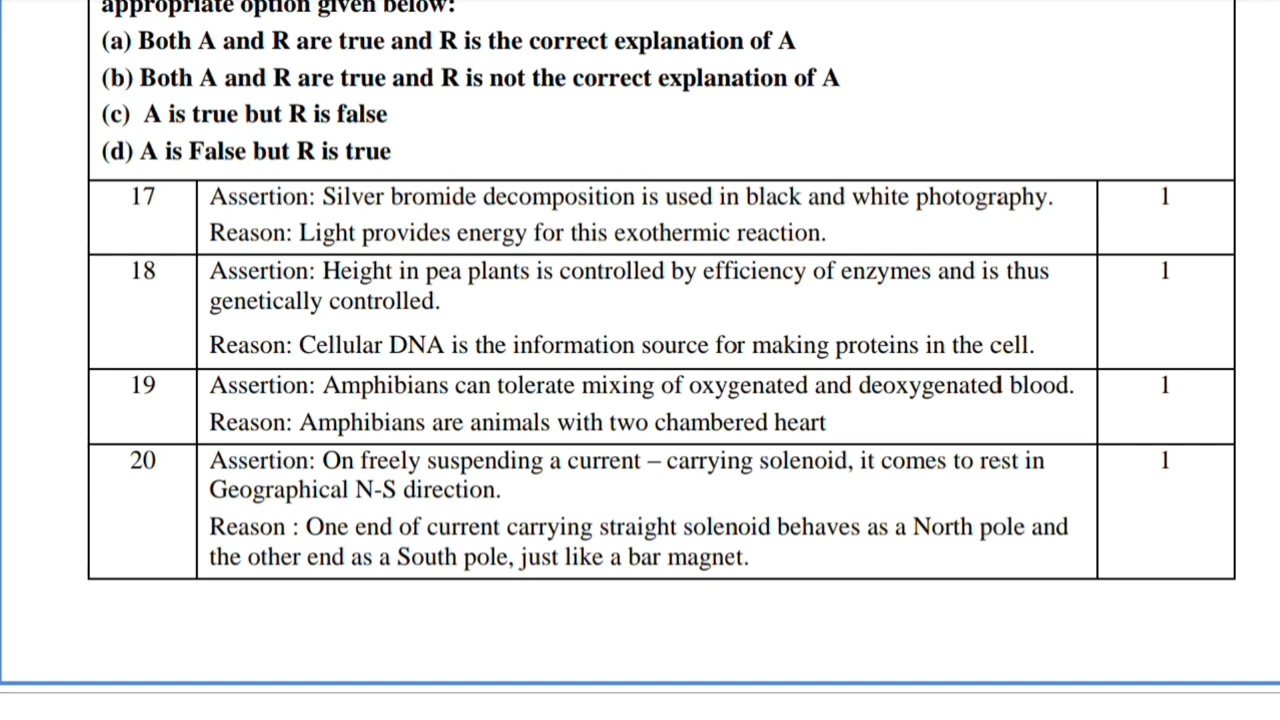 appropriate option given below:
(a) Both A and R are true and R is the correct explanation of A
(b) Both A and R are true and R is not the correct explanation of A
(c) A is true but R is false
(d) A is False but R is true
17 Assertion: Silver bromide decomposition is used in black and white photography. 1
Reason: Light provides energy for this exothermic reaction.
18 Assertion: Height in pea plants is controlled by efficiency of enzymes and is thus 1
genetically controlled.
Reason: Cellular DNA is the information source for making proteins in the cell.
19 Assertion: Amphibians can tolerate mixing of oxygenated and deoxygenated blood. 1
Reason: Amphibians are animals with two chambered heart
20 Assertion: On freely suspending a current – carrying solenoid, it comes to rest in 1
Geographical N-S direction.
Reason : One end of current carrying straight solenoid behaves as a North pole and
the other end as a South pole, just like a bar magnet.